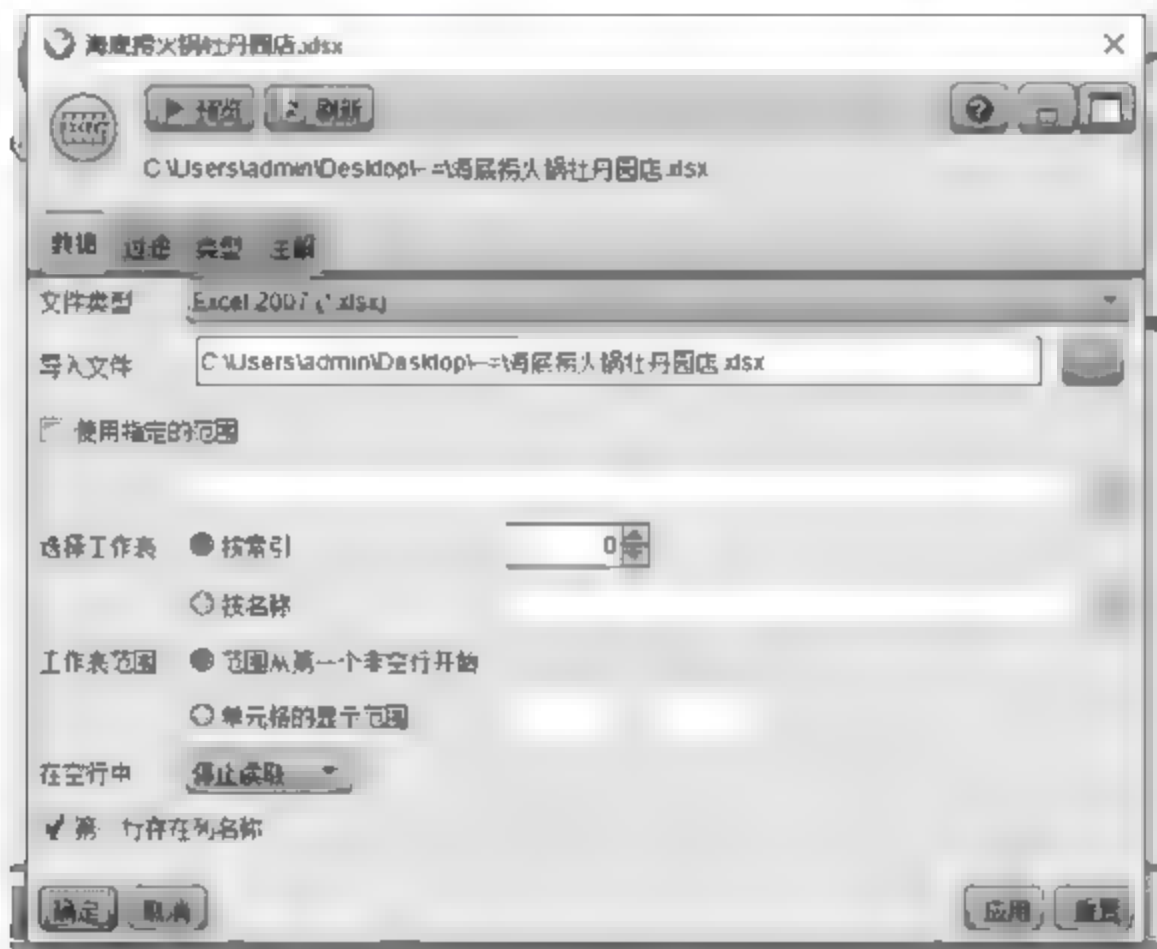 海底捞火锅牡丹园店.xlsx
预览 刷新
C:\Users\admin\Desktop\海底捞火锅牡丹园店.xlsx
数据 过滤 类型 注解
文件类型 Excel 2007 (*.xlsx)
导入文件 C:\Users\admin\Desktop\海底捞火锅牡丹园店.xlsx
使用指定的范围
选择工作表 按索引 0
按名称
工作表范围 范围从第一个非空行开始
单元格的显示范围
在空行中 停止读取
第一行存在列名称
确定 取消 应用 重置